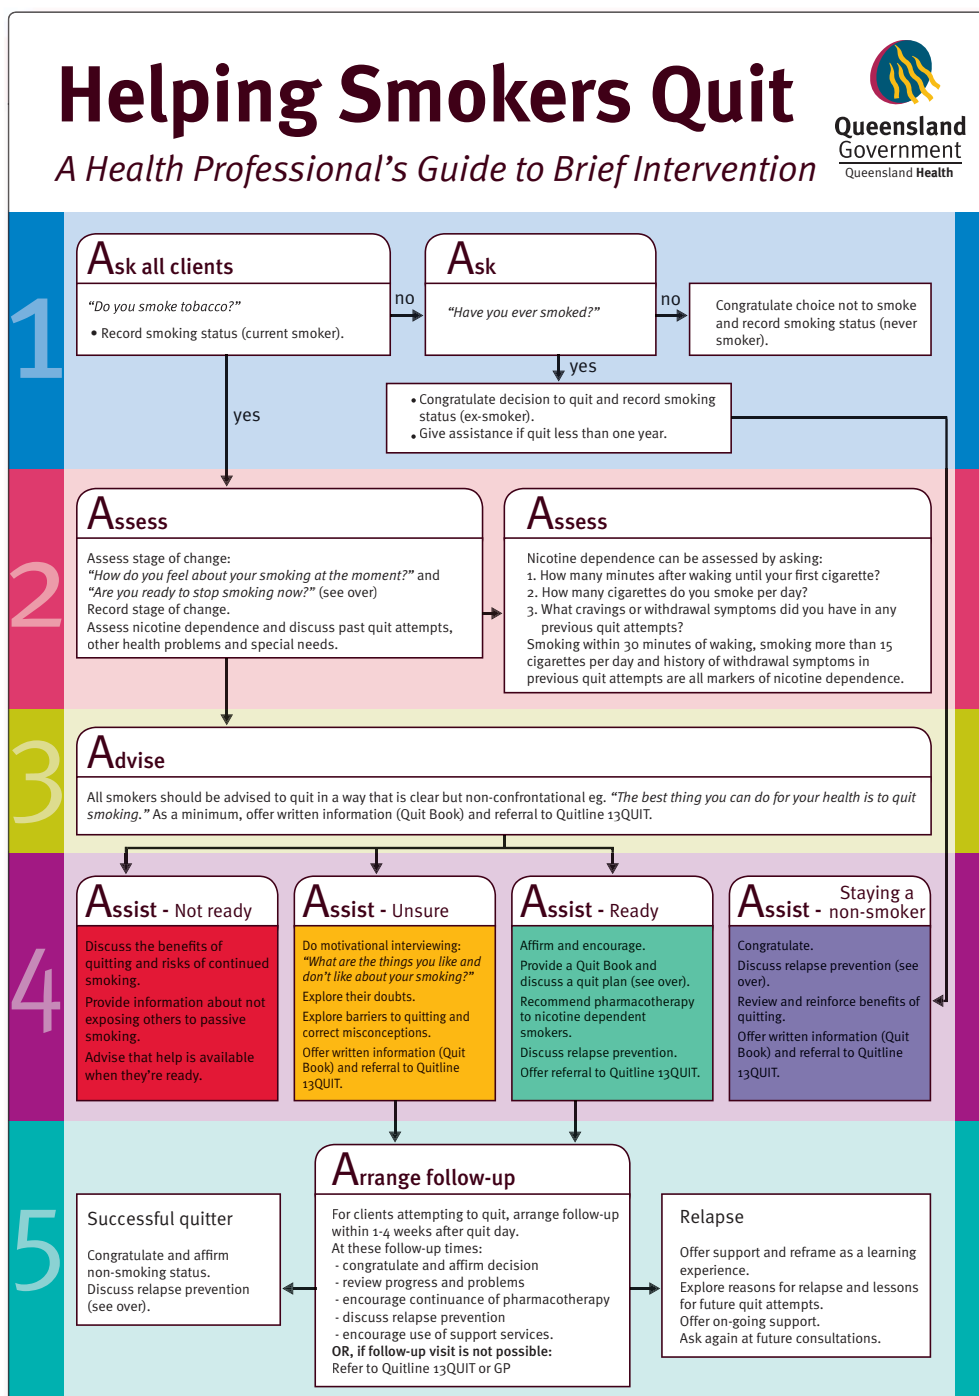 Helping Smokers Quit
A Health Professional's Guide to Brief Intervention
Queensland
Government
Queensland Health
1
Ask all clients
"Do you smoke tobacco?"
• Record smoking status (current smoker).
no
Ask
"Have you ever smoked?"
no
Congratulate choice not to smoke
and record smoking status (never
smoker).
yes
yes
• Congratulate decision to quit and record smoking
status (ex-smoker).
• Give assistance if quit less than one year.
2
Assess
Assess stage of change:
"How do you feel about your smoking at the moment?" and
"Are you ready to stop smoking now?" (see over)
Record stage of change.
Assess nicotine dependence and discuss past quit attempts,
other health problems and special needs.
Assess
Nicotine dependence can be assessed by asking:
1. How many minutes after waking until your first cigarette?
2. How many cigarettes do you smoke per day?
3. What cravings or withdrawal symptoms did you have in any
previous quit attempts?
Smoking within 30 minutes of waking, smoking more than 15
cigarettes per day and history of withdrawal symptoms in
previous quit attempts are all markers of nicotine dependence.
3
Advise
All smokers should be advised to quit in a way that is clear but non-confrontational eg. "The best thing you can do for your health is to quit
smoking." As a minimum, offer written information (Quit Book) and referral to Quitline 13QUIT.
4
Assist - Not ready
Discuss the benefits of
quitting and risks of continued
smoking.
Provide information about not
exposing others to passive
smoking.
Advise that help is available
when they're ready.
Assist - Unsure
Do motivational interviewing:
"What are the things you like and
don't like about your smoking?"
Explore their doubts.
Explore barriers to quitting and
correct misconceptions.
Offer written information (Quit
Book) and referral to Quitline
13QUIT.
Assist - Ready
Affirm and encourage.
Provide a Quit Book and
discuss a quit plan (see over).
Recommend pharmacotherapy
to nicotine dependent
smokers.
Discuss relapse prevention.
Offer referral to Quitline 13QUIT.
Assist - Staying a
non-smoker
Congratulate.
Discuss relapse prevention (see
over).
Review and reinforce benefits of
quitting.
Offer written information (Quit
Book) and referral to Quitline
13QUIT.
5
Successful quitter
Congratulate and affirm
non-smoking status.
Discuss relapse prevention
(see over).
Arrange follow-up
For clients attempting to quit, arrange follow-up
within 1-4 weeks after quit day.
At these follow-up times:
- congratulate and affirm decision
- review progress and problems
- encourage continuance of pharmacotherapy
- discuss relapse prevention
- encourage use of support services.
OR, if follow-up visit is not possible:
Refer to Quitline 13QUIT or GP
Relapse
Offer support and reframe as a learning
experience.
Explore reasons for relapse and lessons
for future quit attempts.
Offer on-going support.
Ask again at future consultations.